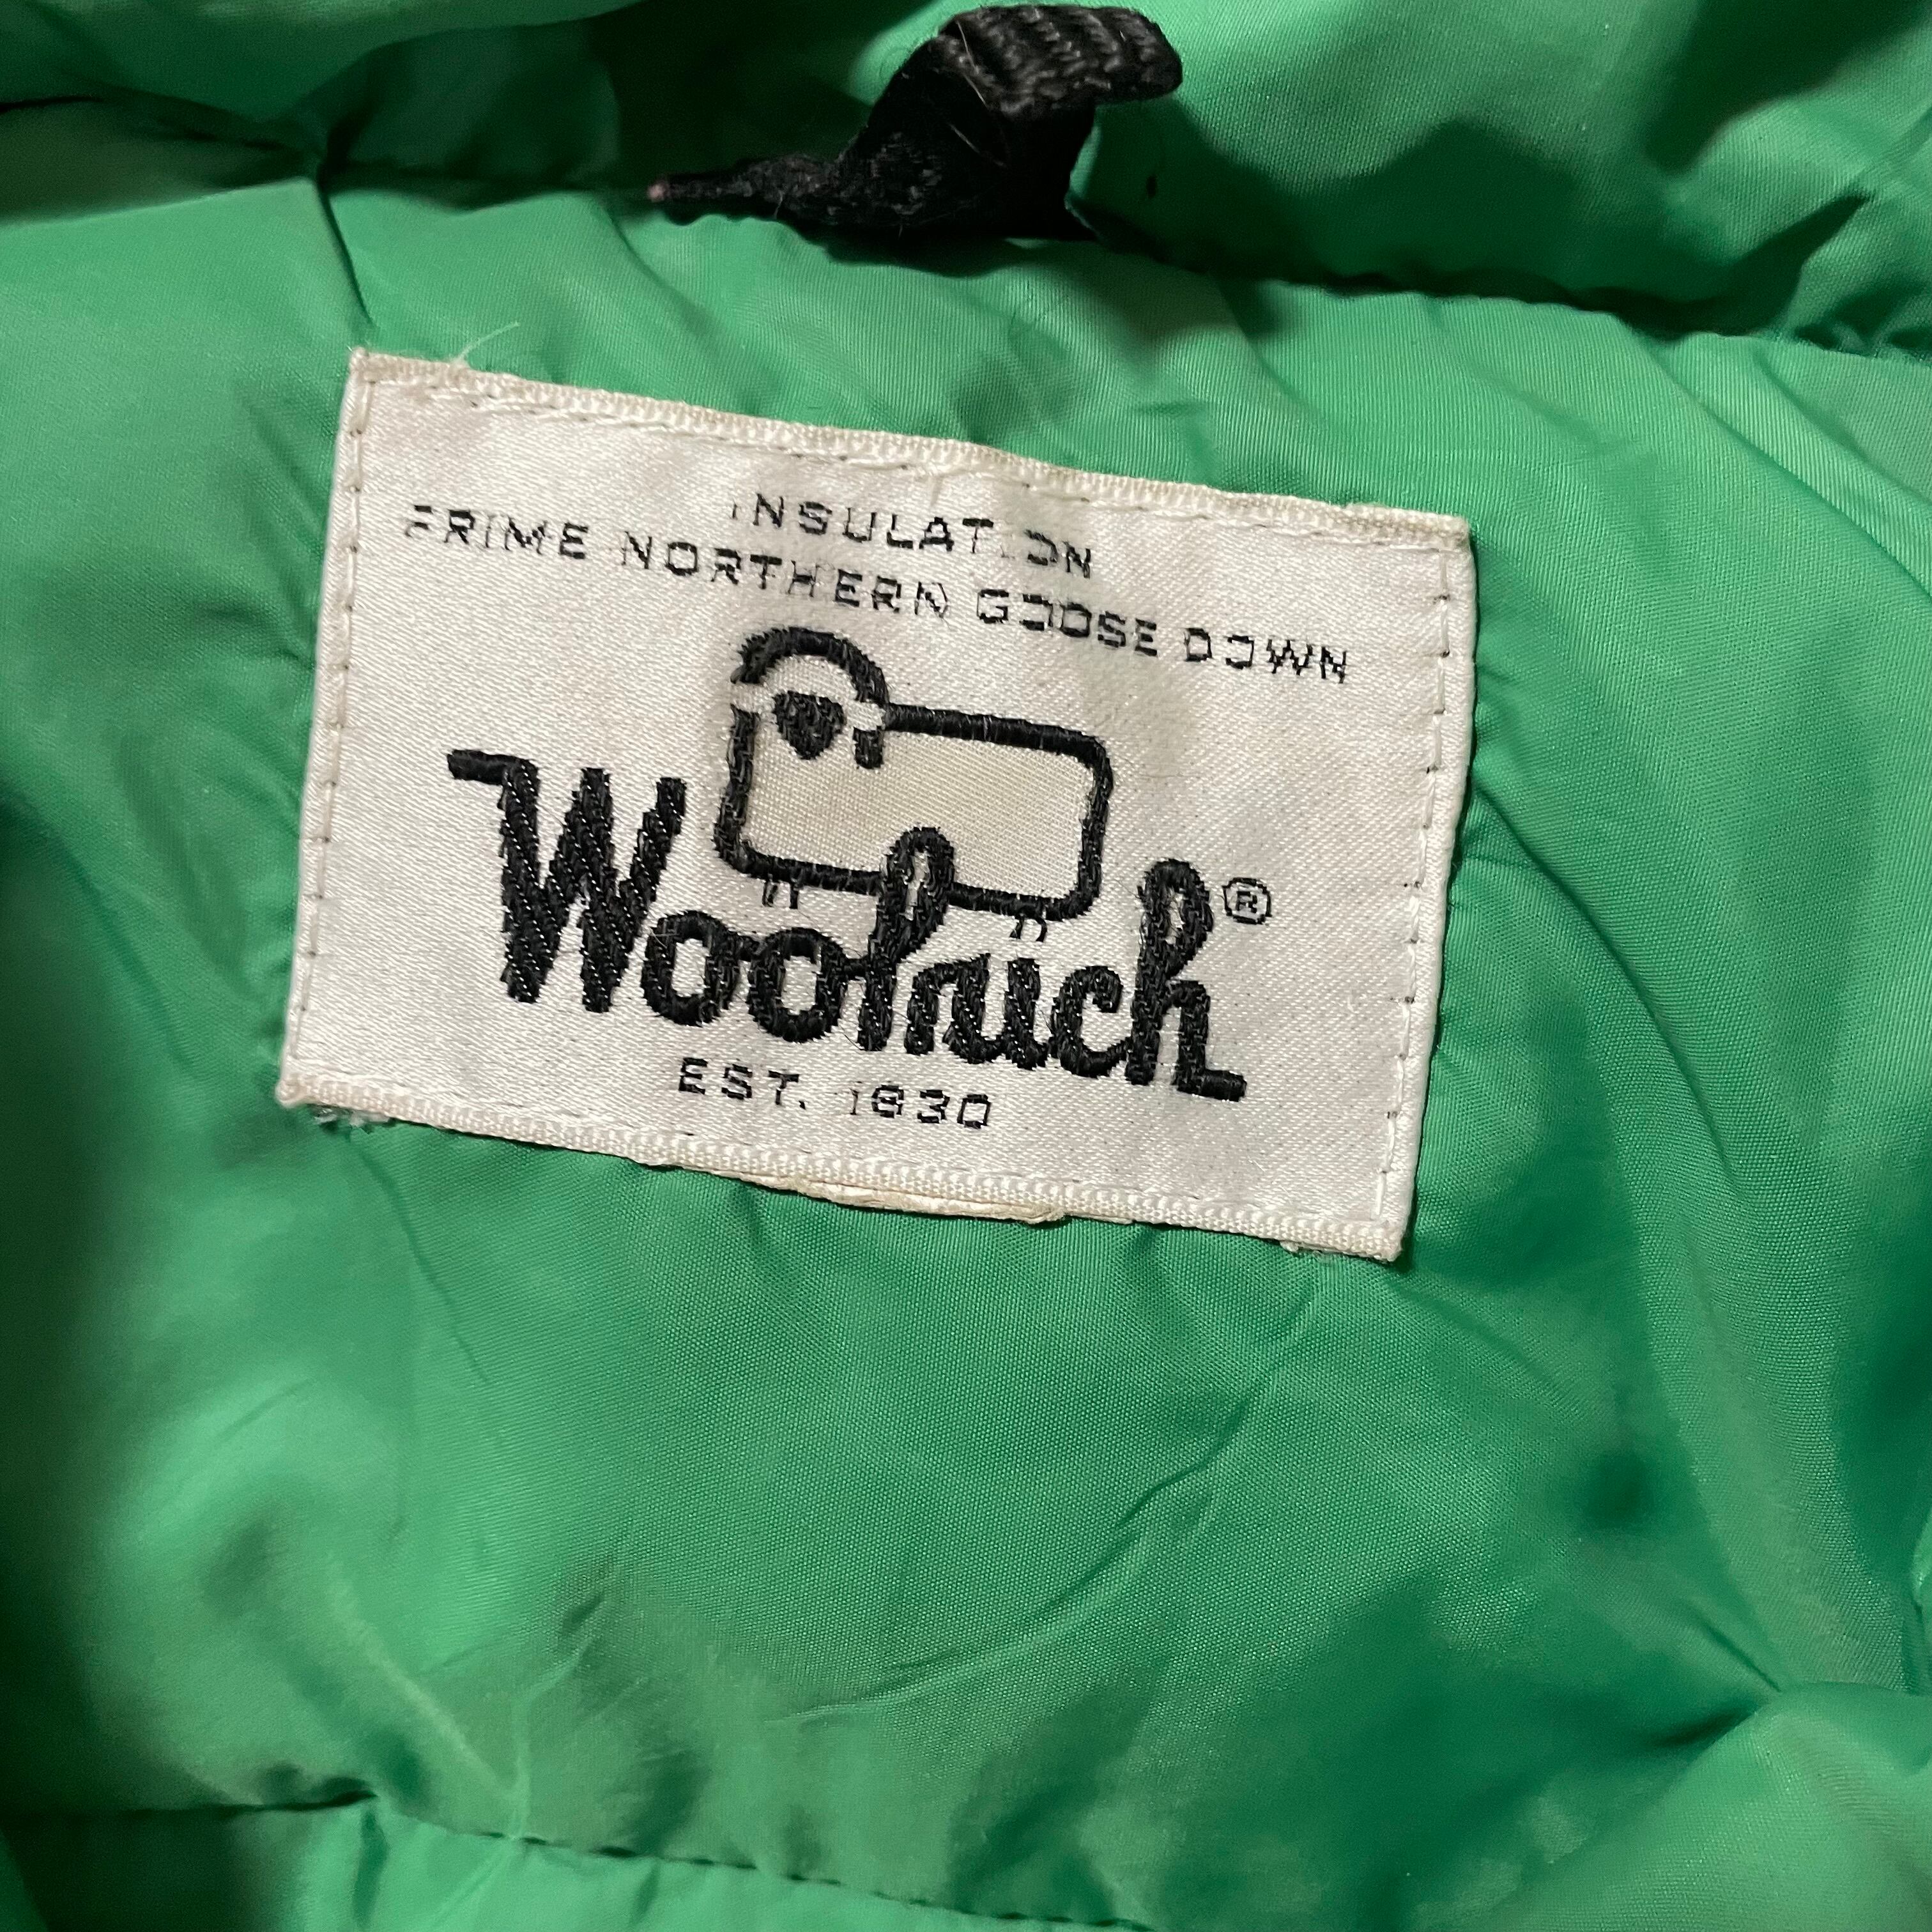 INSULATION
PRIME NORTHERN GOOSE DOWN
Woolrich®
EST. 1830